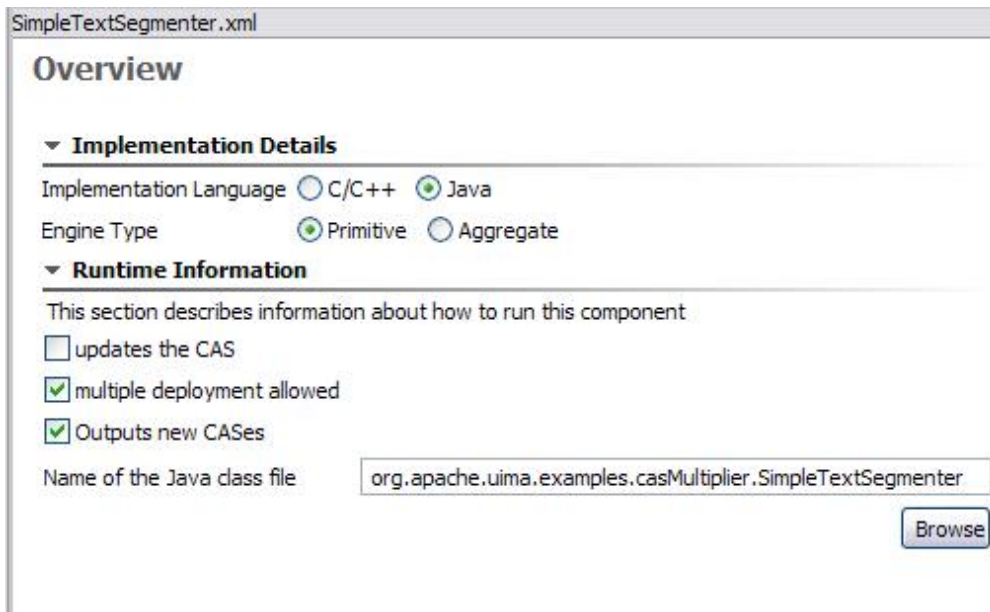 SimpleTextSegmenter.xml
Overview
Implementation Details
Implementation Language C/C++ Java
Engine Type Primitive Aggregate
Runtime Information
This section describes information about how to run this component
updates the CAS
multiple deployment allowed
Outputs new CASes
Name of the Java class file org.apache.uima.examples.casMultiplier.SimpleTextSegmenter
Browse